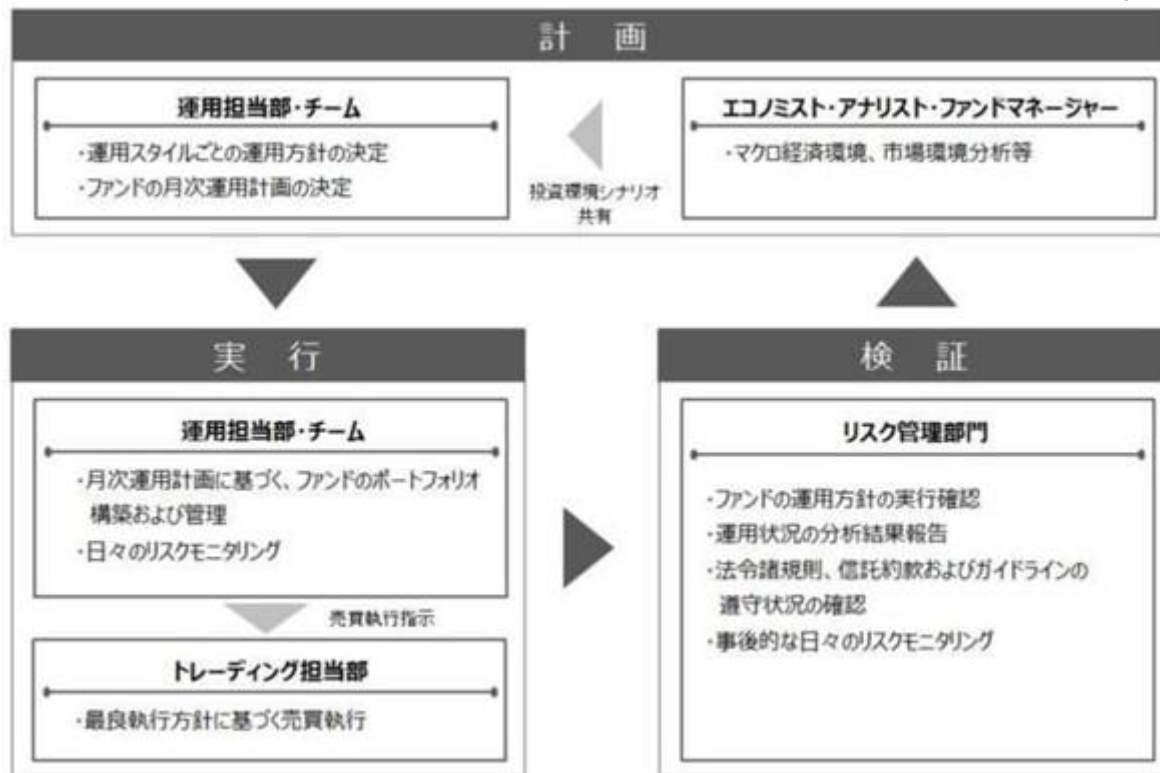 計 画
運用担当部・チーム
・運用スタイルごとの運用方針の決定
・ファンドの月次運用計画の決定
投資環境シナリオ
共有
エコノミスト・アナリスト・ファンドマネージャー
・マクロ経済環境、市場環境分析等
実 行
運用担当部・チーム
・月次運用計画に基づく、ファンドのポートフォリオ
構築および管理
・日々のリスクモニタリング
売買執行指示
トレーディング担当部
・最良執行方針に基づく売買執行
検 証
リスク管理部門
・ファンドの運用方針の実行確認
・運用状況の分析結果報告
・法令諸規則、信託約款およびガイドラインの
遵守状況の確認
・事後的な日々のリスクモニタリング